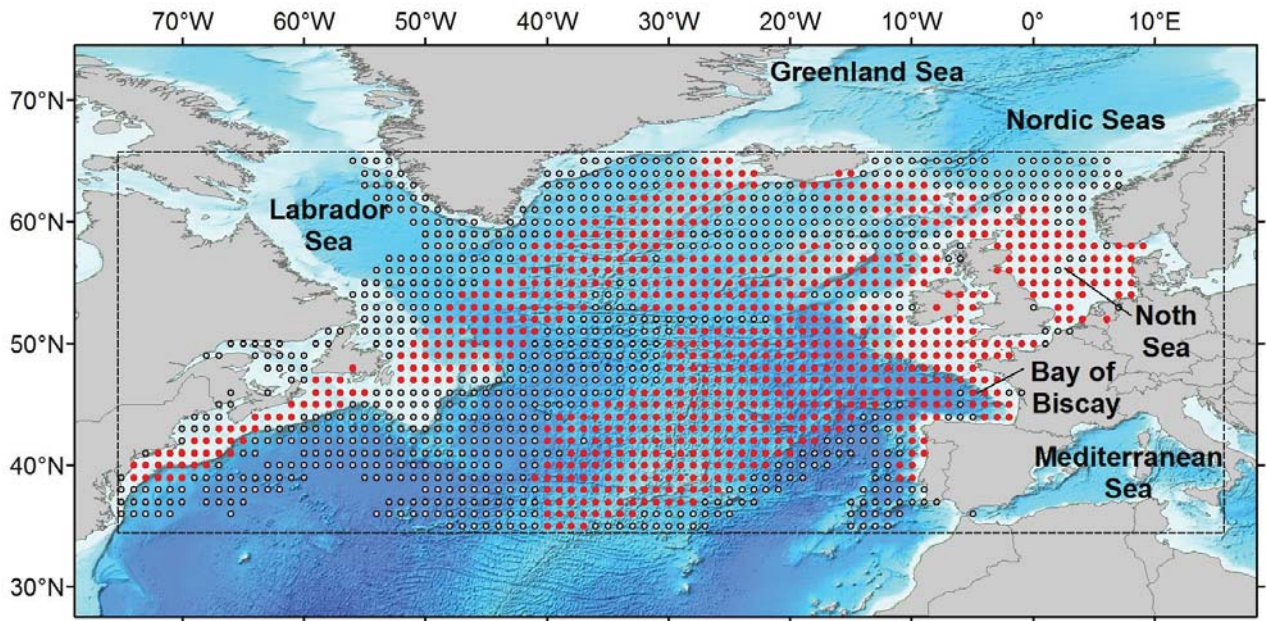 70°W 60°W 50°W 40°W 30°W 20°W 10°W 0° 10°E
Greenland Sea
70°N
Nordic Seas
Labrador
Sea
60°N
50°N
Noth
Sea
Bay of
Biscay
40°N
Mediterranean
Sea
30°N